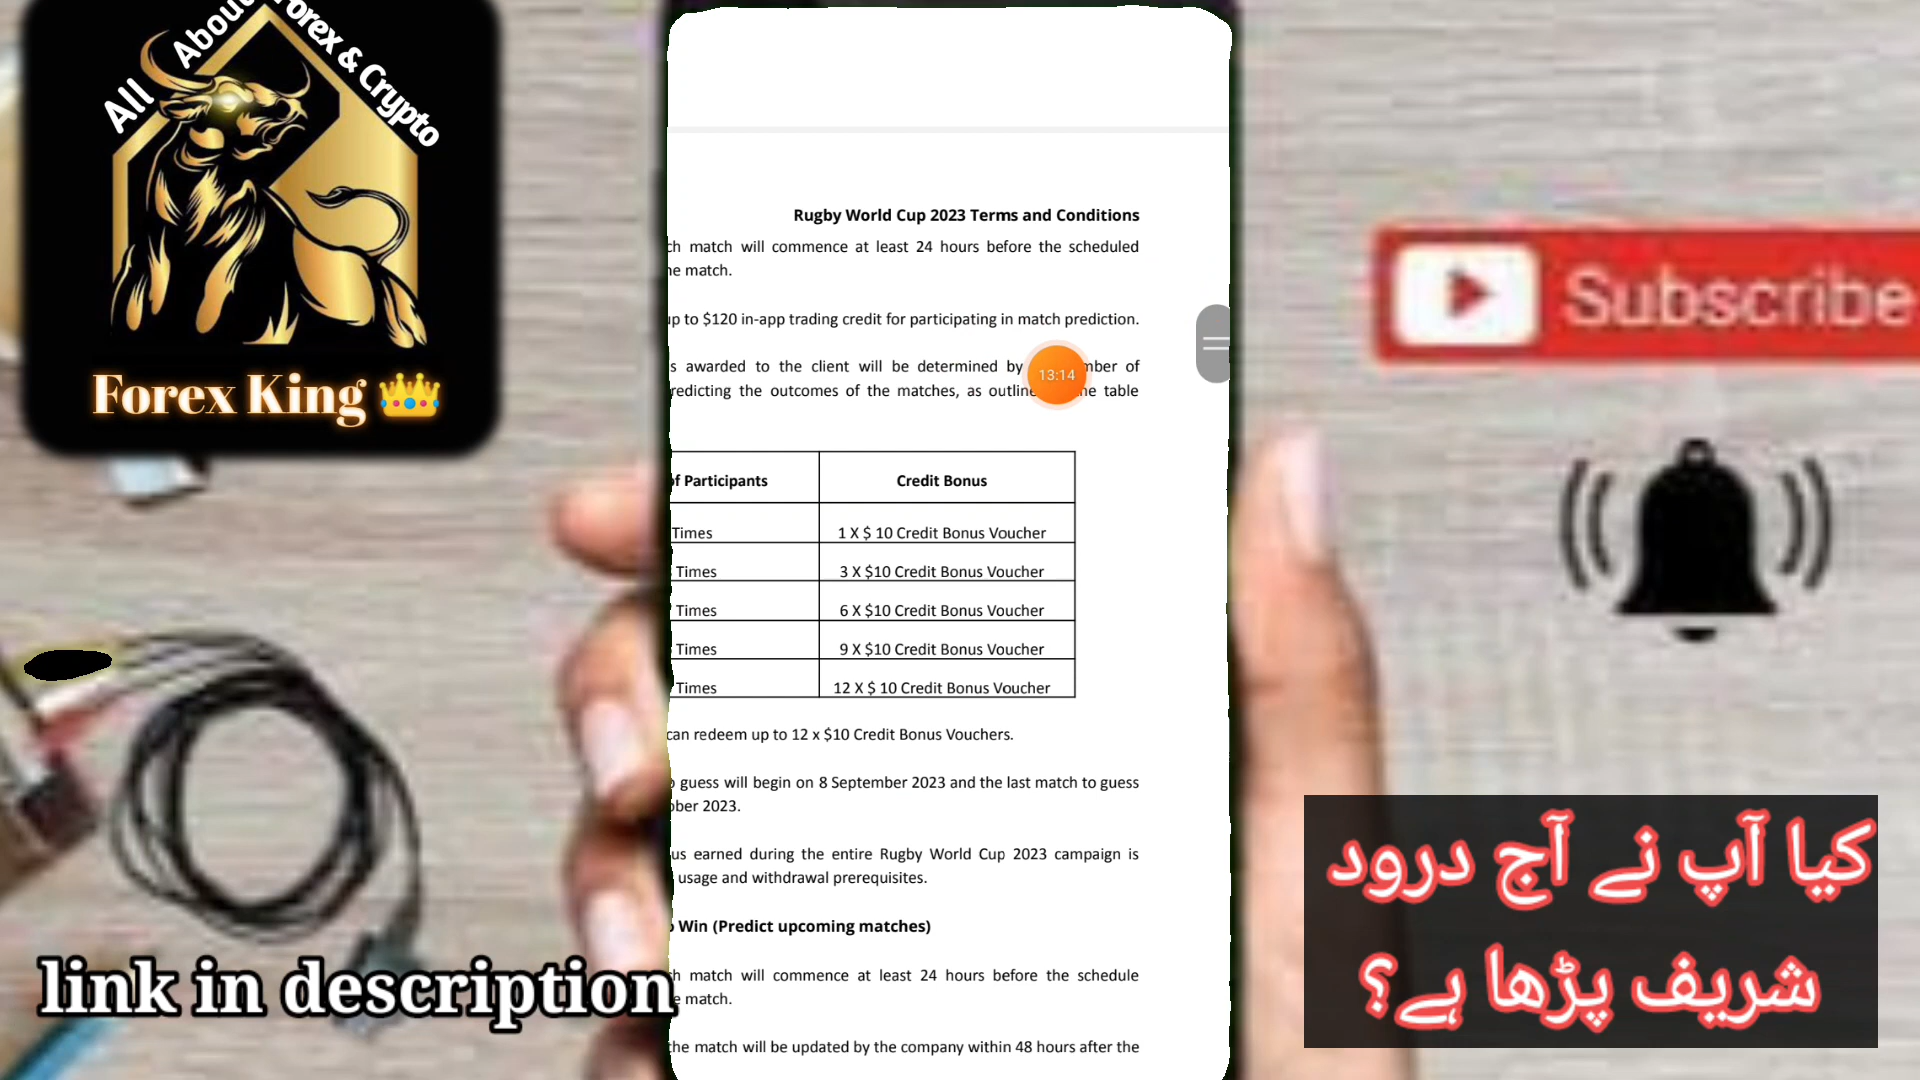 All About Forex & Crypto
Forex King
Rugby World Cup 2023 Terms and Conditions
match will commence at least 24 hours before the scheduled
match.
up to $120 in-app trading credit for participating in match prediction.
awarded to the client will be determined by
of
the outcomes of the matches, as
table
13:14
of Participants
Credit Bonus
Times
1 X $ 10 Credit Bonus Voucher
Times
3 X $10 Credit Bonus Voucher
Times
6 X $10 Credit Bonus Voucher
Times
9 X $10 Credit Bonus Voucher
Times
12 X $ 10 Credit Bonus Voucher
can redeem up to 12 x $10 Credit Bonus Vouchers.
guess will begin on 8 September 2023 and the last match to guess
2023.
earned during the entire Rugby World Cup 2023 campaign is
usage and withdrawal prerequisites.
Win (Predict upcoming matches)
match will commence at least 24 hours before the schedule
match.
the match will be updated by the company within 48 hours after the
Subscribe
کیا آپ نے آج درود
شریف پڑھا ہے؟
link in description